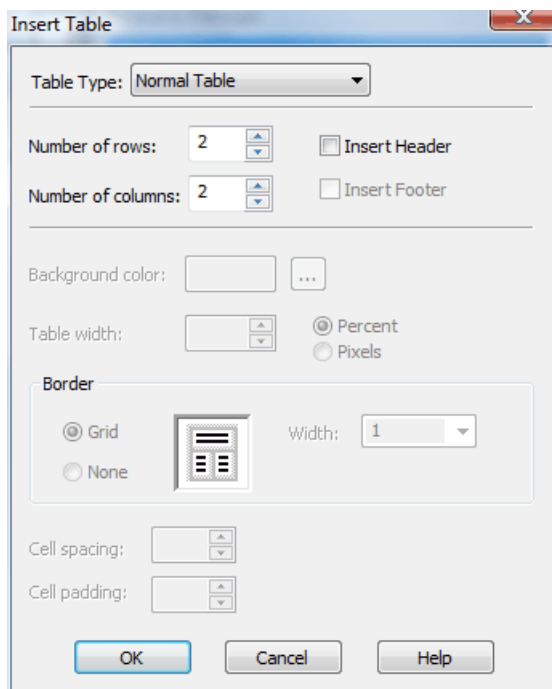 Insert Table
Table Type: Normal Table
Number of rows: 2
Insert Header
Number of columns: 2
Insert Footer
Background color:
...
Table width:
Percent
Pixels
Border
Grid
Width: 1
None
Cell spacing:
Cell padding:
OK Cancel Help